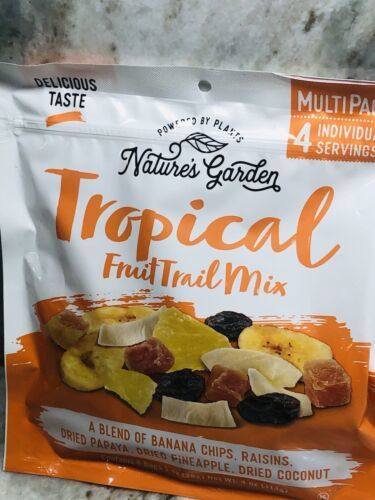 DELICIOUS
TASTE
MULTIPA
4 INDIVIDUA
SERVINGS
POWERED BY PLANTS
Nature's Garden
Tropical
Fruit Trail Mix
A BLEND OF BANANA CHIPS, RAISINS,
DRIED PAPAYA, DRIED PINEAPPLE, DRIED COCONUT